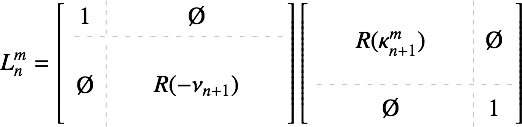 L_n^m = [ 1 Ø
Ø R(-ν_{n+1}) ] [ R(κ_{n+1}^m) Ø
Ø 1 ]